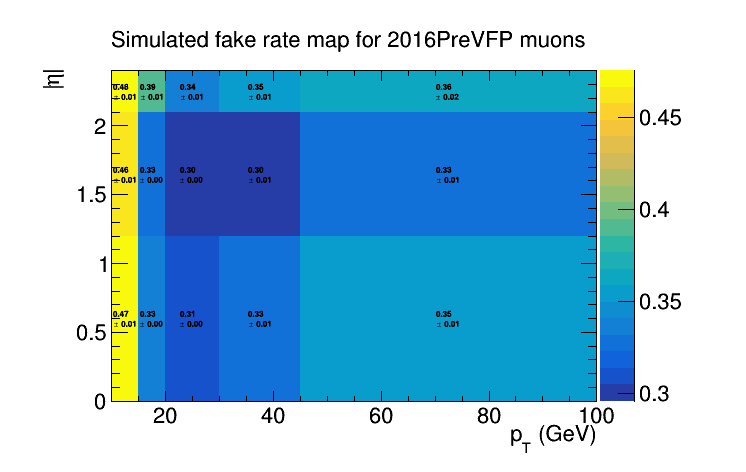 Simulated fake rate map for 2016PreVFP muons
|η|
0.48 0.39 0.34 0.35 0.36
± 0.01 ± 0.01 ± 0.01 ± 0.01 ± 0.02
0.45
2
0.46 0.33 0.30 0.30 0.33
± 0.01 ± 0.00 ± 0.00 ± 0.01 ± 0.01
1.5
0.4
1
0.35
0.47 0.33 0.31 0.33 0.35
± 0.01 ± 0.00 ± 0.00 ± 0.01 ± 0.01
0.5
0.3
0
20 40 60 80 100
p_T (GeV)